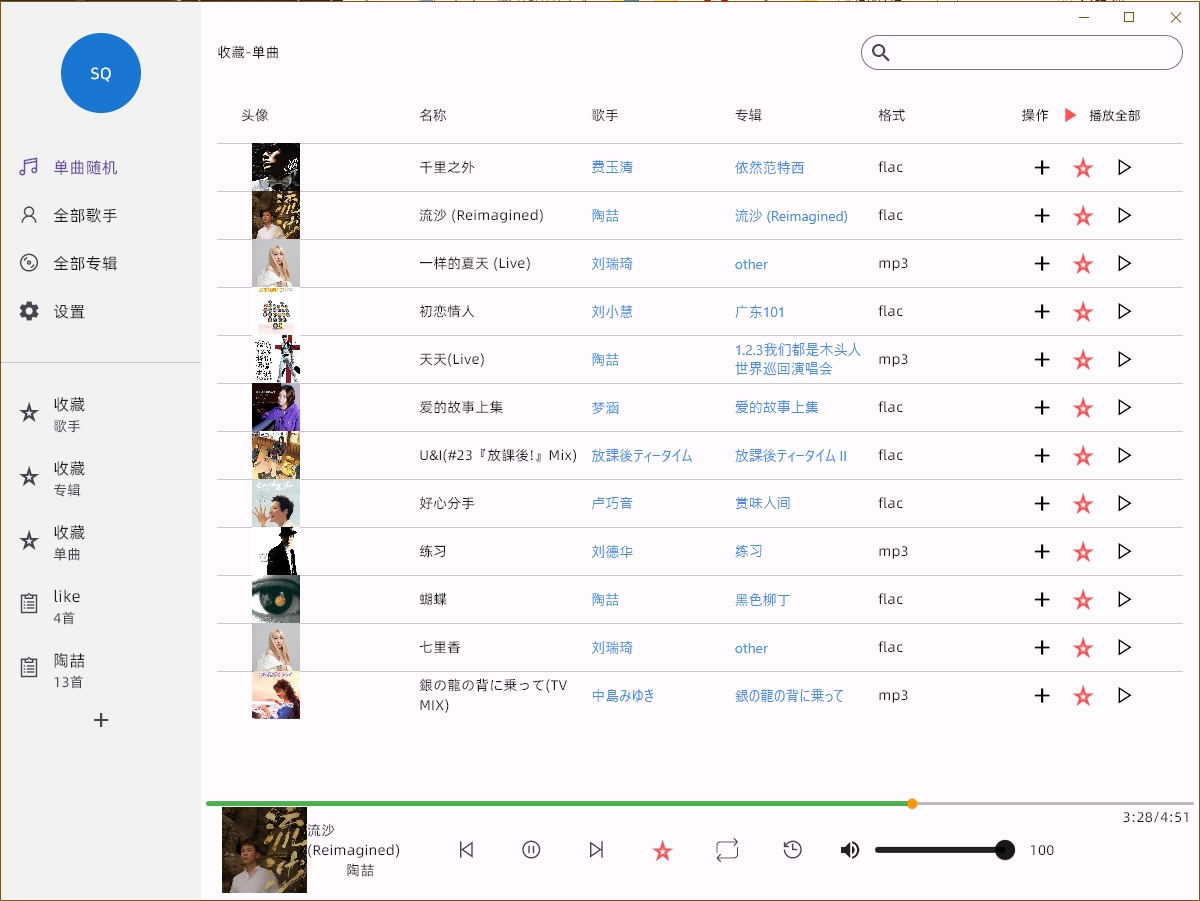 SQ
单曲随机
全部歌手
全部专辑
设置
收藏
歌手
收藏
专辑
收藏
单曲
like
4首
陶喆
13首
收藏-单曲
头像 名称 歌手 专辑 格式 操作 播放全部
千里之外 费玉清 依然范特西 flac
流沙 (Reimagined) 陶喆 流沙 (Reimagined) flac
一样的夏天 (Live) 刘瑞琦 other mp3
初恋情人 刘小慧 广东101 flac
天天(Live) 陶喆 1.2.3我们都是木头人 mp3
世界巡回演唱会
爱的故事上集 梦涵 爱的故事上集 flac
U&I(#23『放課後!』Mix) 放課後ティータイム 放課後ティータイム II flac
好心分手 卢巧音 赏味人间 flac
练习 刘德华 练习 mp3
蝴蝶 陶喆 黑色柳丁 flac
七里香 刘瑞琦 other flac
銀の龍の背に乗って(TV 中島みゆき 銀の龍の背に乗って mp3
MIX)
3:28/4:51
流沙
流沙
(Reimagined)
陶喆
100